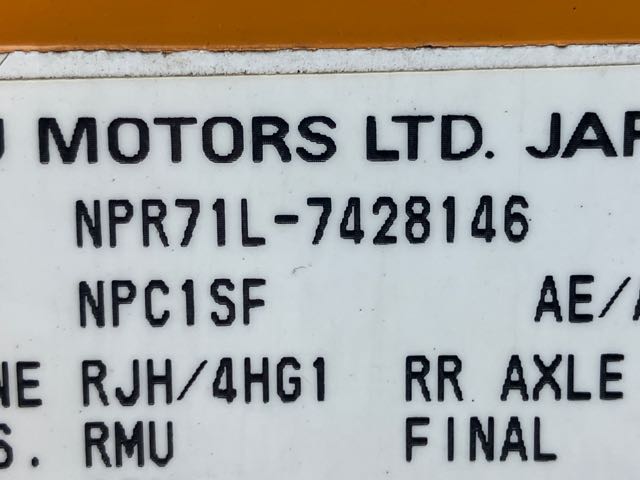 U MOTORS LTD. JAP
NPR71L-7428146
NPC1SF AE/A
NE RJH/4HG1 RR AXLE
S. RMU FINAL